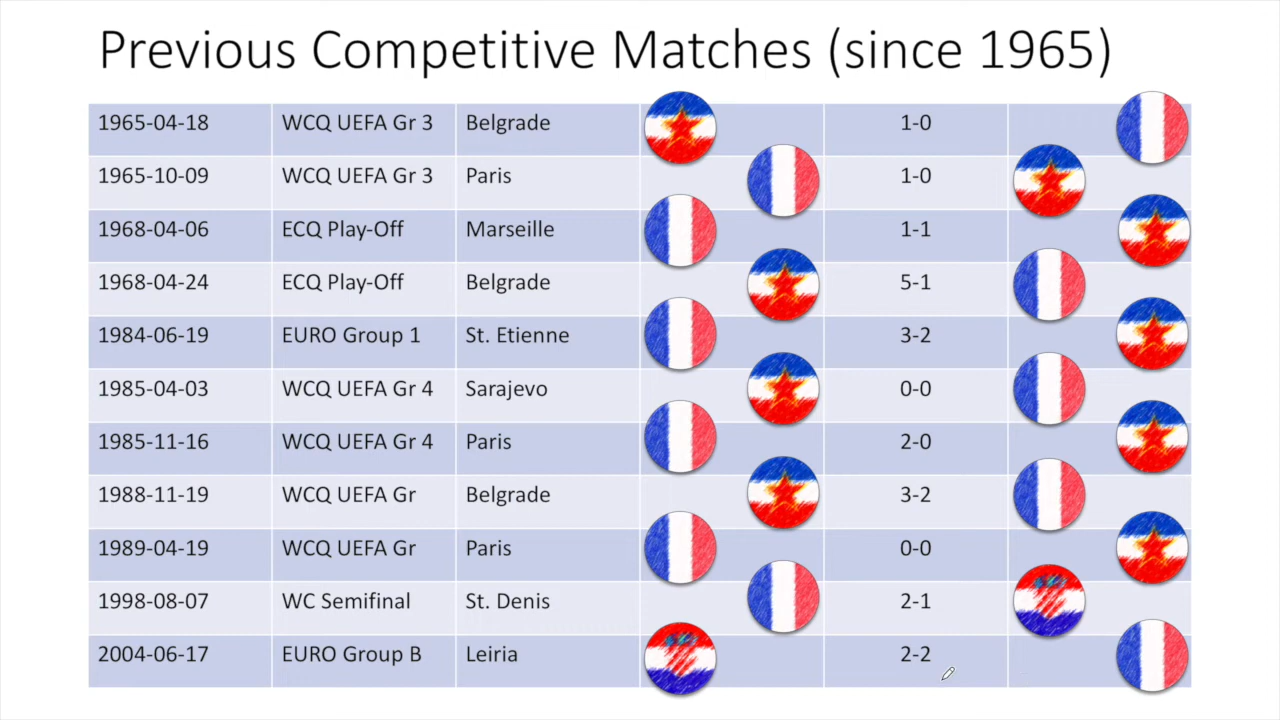 Previous Competitive Matches (since 1965)
1965-04-18 WCQ UEFA Gr 3 Belgrade 1-0
1965-10-09 WCQ UEFA Gr 3 Paris 1-0
1968-04-06 ECQ Play-Off Marseille 1-1
1968-04-24 ECQ Play-Off Belgrade 5-1
1984-06-19 EURO Group 1 St. Etienne 3-2
1985-04-03 WCQ UEFA Gr 4 Sarajevo 0-0
1985-11-16 WCQ UEFA Gr 4 Paris 2-0
1988-11-19 WCQ UEFA Gr Belgrade 3-2
1989-04-19 WCQ UEFA Gr Paris 0-0
1998-08-07 WC Semifinal St. Denis 2-1
2004-06-17 EURO Group B Leiria 2-2